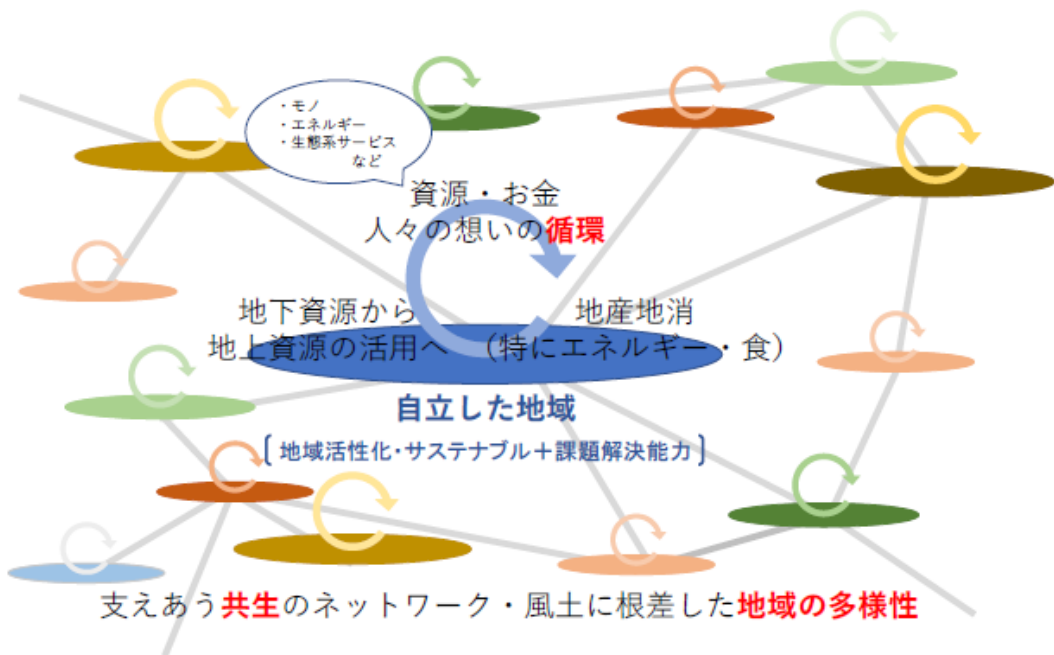 ・モノ
・エネルギー
・生態系サービス
など
資源・お金
人々の想いの循環
地下資源から
地上資源の活用へ
地産地消
（特にエネルギー・食）
自立した地域
〔地域活性化・サステナブル＋課題解決能力〕
支えあう共生のネットワーク・風土に根差した地域の多様性